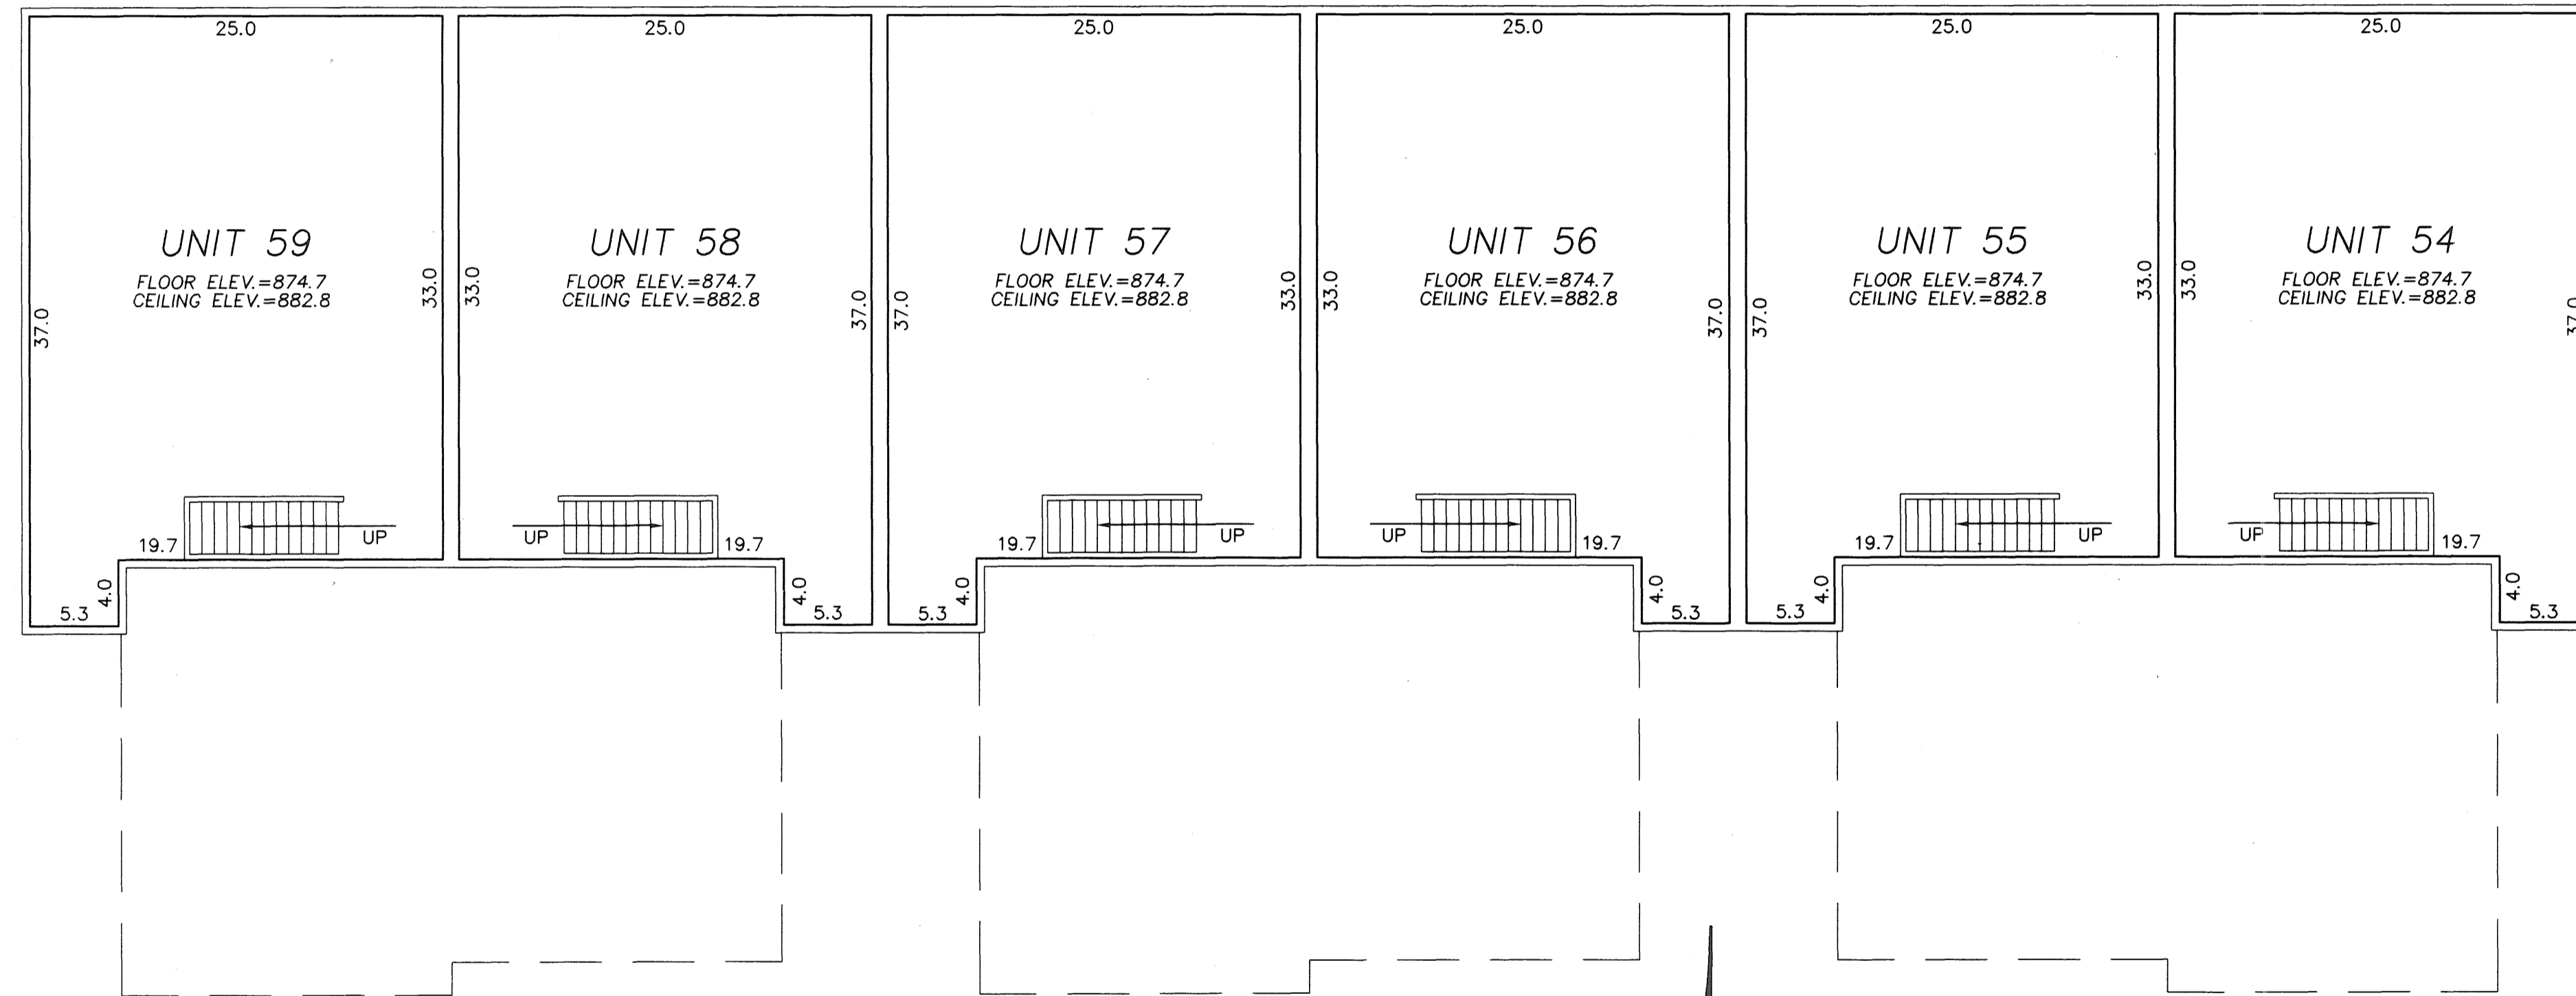 25.0 25.0 25.0 25.0 25.0 25.0
UNIT 59 UNIT 58 UNIT 57 UNIT 56 UNIT 55 UNIT 54
FLOOR ELEV.=874.7 FLOOR ELEV.=874.7 FLOOR ELEV.=874.7 FLOOR ELEV.=874.7 FLOOR ELEV.=874.7 FLOOR ELEV.=874.7
CEILING ELEV.=882.8 CEILING ELEV.=882.8 CEILING ELEV.=882.8 CEILING ELEV.=882.8 CEILING ELEV.=882.8 CEILING ELEV.=882.8
37.0 33.0 33.0 37.0 37.0 33.0 33.0 37.0 37.0 33.0 33.0 37.0
19.7 UP UP 19.7 19.7 UP UP 19.7 19.7 UP UP 19.7
4.0 4.0 4.0 4.0 4.0 4.0
5.3 5.3 5.3 5.3 5.3 5.3